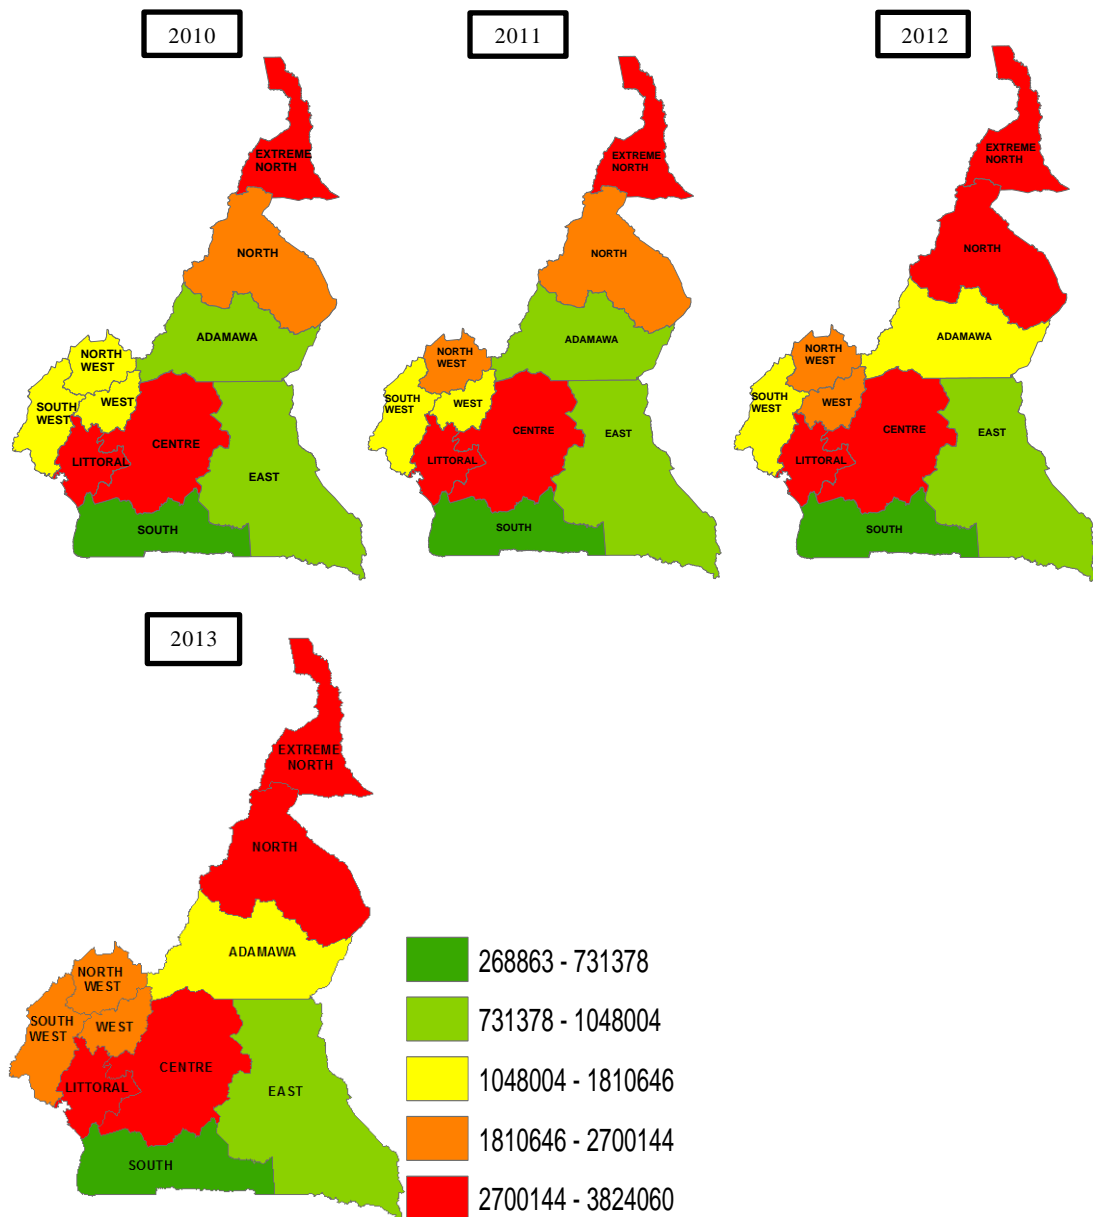 2010
2011
2012
EXTREME
NORTH
NORTH
ADAMAWA
NORTH
WEST
SOUTH
WEST
WEST
CENTRE
LITTORAL
EAST
SOUTH
EXTREME
NORTH
NORTH
ADAMAWA
NORTH
WEST
SOUTH
WEST
WEST
CENTRE
EAST
LITTORAL
SOUTH
EXTREME
NORTH
NORTH
ADAMAWA
NORTH
WEST
SOUTH
WEST
WEST
CENTRE
EAST
LITTORAL
SOUTH
2013
EXTREME
NORTH
NORTH
ADAMAWA
NORTH
WEST
SOUTH
WEST
WEST
CENTRE
LITTORAL
EAST
SOUTH
268863 - 731378
731378 - 1048004
1048004 - 1810646
1810646 - 2700144
2700144 - 3824060